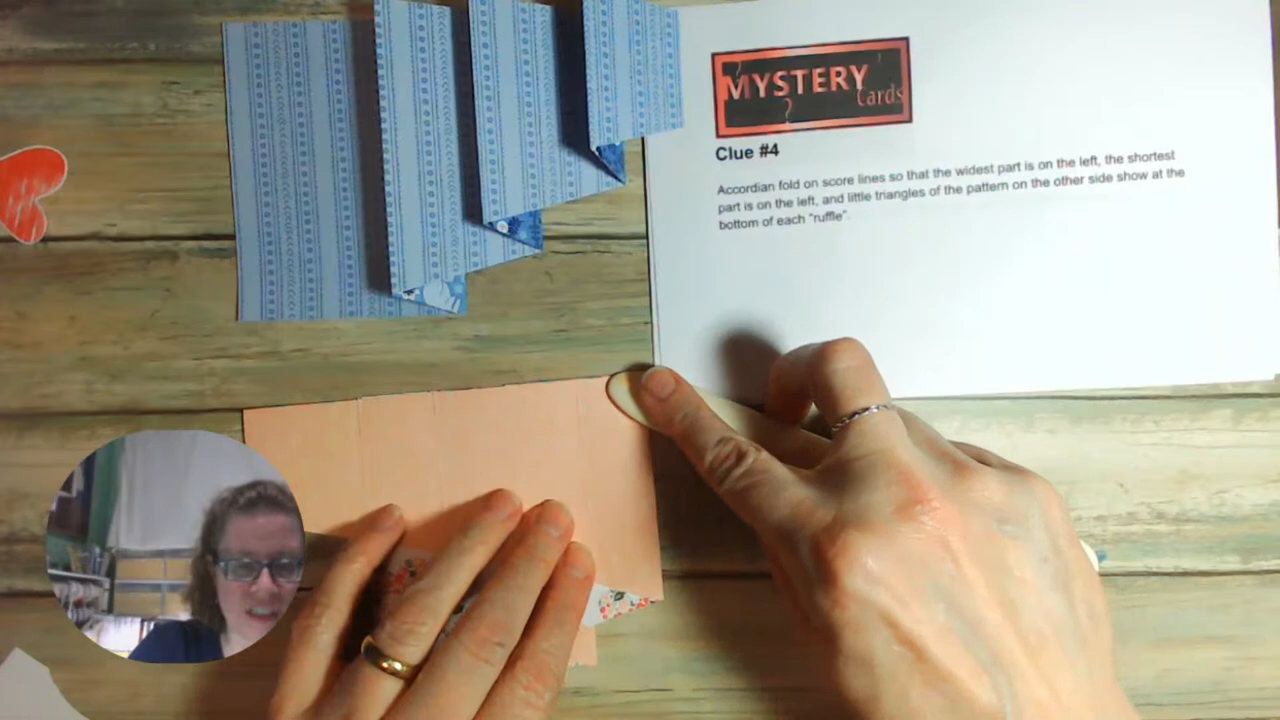 MYSTERY
Cards
?
Clue #4
Accordian fold on score lines so that the widest part is on the left, the shortest
part is on the left, and little triangles of the pattern on the other side show at the
bottom of each "ruffle".